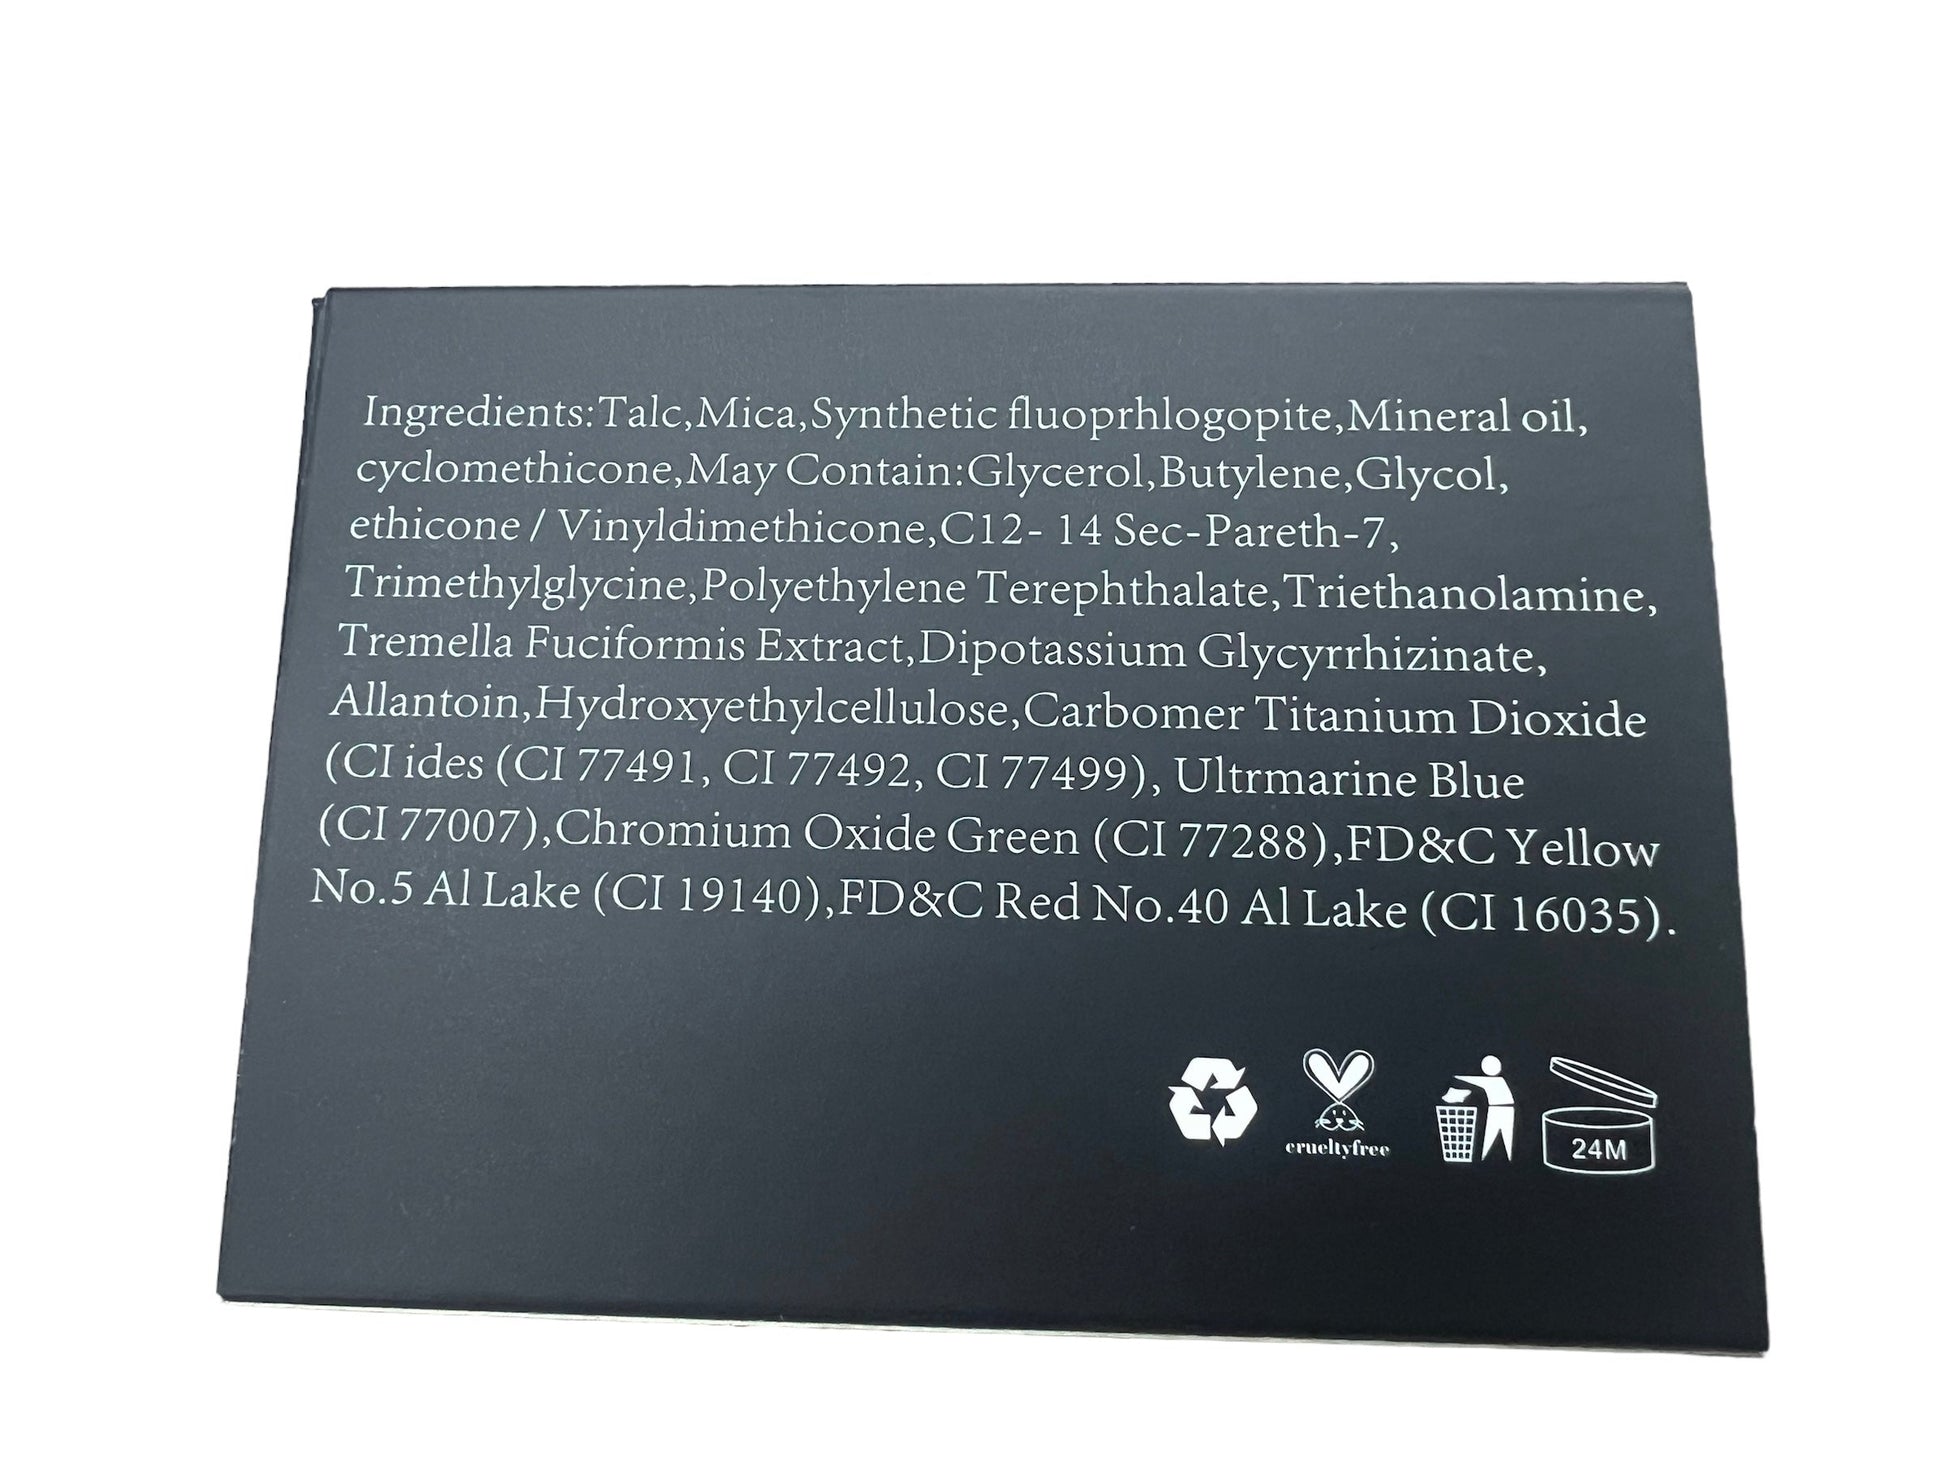 Ingredients:Talc,Mica,Synthetic fluoprhlogopite,Mineral oil,
cyclomethicone,May Contain:Glycerol,Butylene,Glycol,
ethicone / Vinyldimethicone,C12- 14 Sec-Pareth-7,
Trimethylglycine,Polyethylene Terephthalate,Triethanolamine,
Tremella Fuciformis Extract,Dipotassium Glycyrrhizinate,
Allantoin,Hydroxyethylcellulose,Carbomer Titanium Dioxide
(CI ides (CI 77491, CI 77492, CI 77499), Ultrmarine Blue
(CI 77007),Chromium Oxide Green (CI 77288),FD&C Yellow
No.5 Al Lake (CI 19140),FD&C Red No.40 Al Lake (CI 16035).
crueltyfree
24M